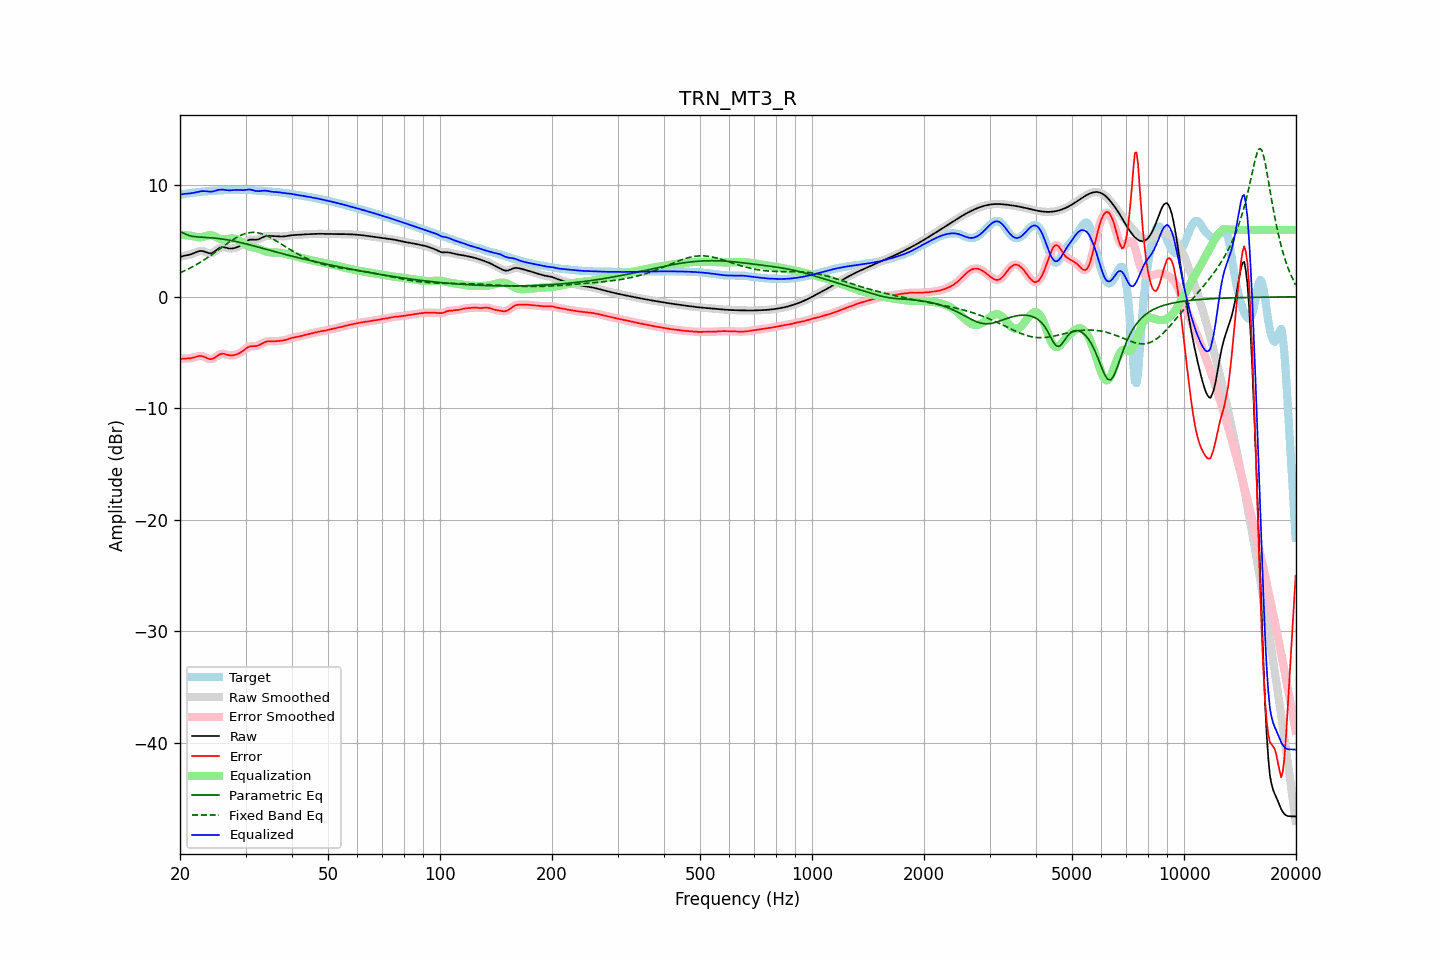 TRN_MT3_R
Amplitude (dBr)
10
0
−10
−20
−30
−40
Target
Raw Smoothed
Error Smoothed
Raw
Error
Equalization
Parametric Eq
Fixed Band Eq
Equalized
20 50 100 200 500 1000 2000 5000 10000 20000
Frequency (Hz)